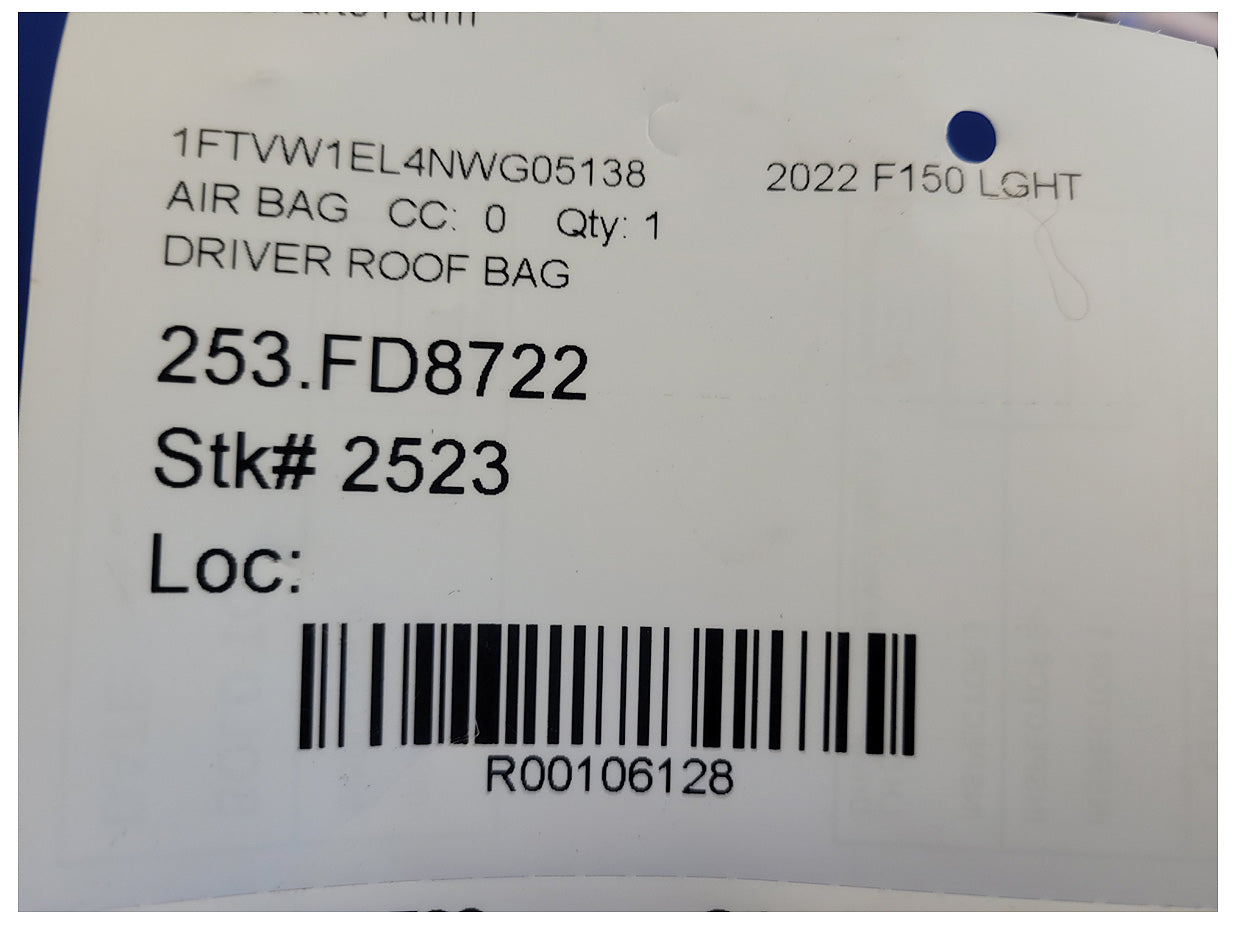 1FTVW1EL4NWG05138 2022 F150 LGHT
AIR BAG CC: 0 Qty: 1
DRIVER ROOF BAG
253.FD8722
Stk# 2523
Loc:
R00106128